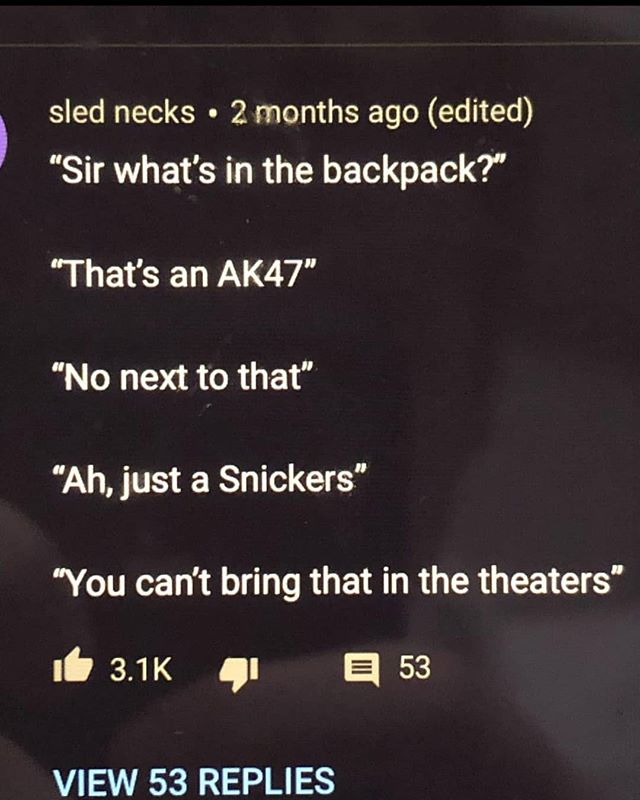 sled necks • 2 months ago (edited)
“Sir what's in the backpack?”
“That's an AK47”
“No next to that”
“Ah, just a Snickers”
“You can't bring that in the theaters”
3.1K 53
VIEW 53 REPLIES